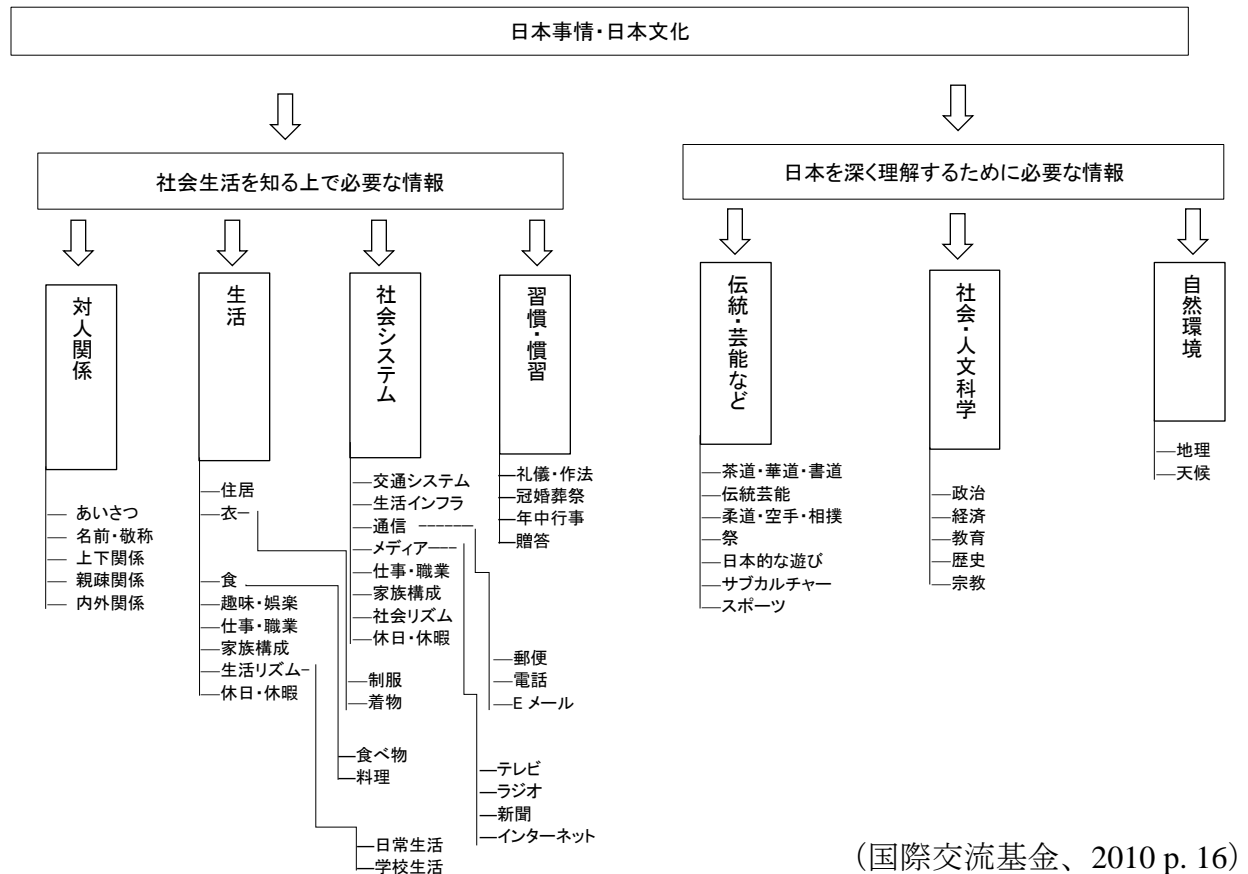 日本事情・日本文化
社会生活を知る上で必要な情報
対人関係
あいさつ
名前・敬称
上下関係
親疎関係
内外関係
生活
住居
衣
制服
着物
食
食べ物
料理
趣味・娯楽
仕事・職業
家族構成
生活リズム
日常生活
学校生活
休日・休暇
社会システム
交通システム
生活インフラ
通信
郵便
電話
E メール
メディア
テレビ
ラジオ
新聞
インターネット
仕事・職業
家族構成
社会リズム
休日・休暇
習慣・慣習
礼儀・作法
冠婚葬祭
年中行事
贈答
日本を深く理解するために必要な情報
伝統・芸能など
茶道・華道・書道
伝統芸能
柔道・空手・相撲
祭
日本的な遊び
サブカルチャー
スポーツ
社会・人文科学
政治
経済
教育
歴史
宗教
自然環境
地理
天候
（国際交流基金、2010 p. 16）